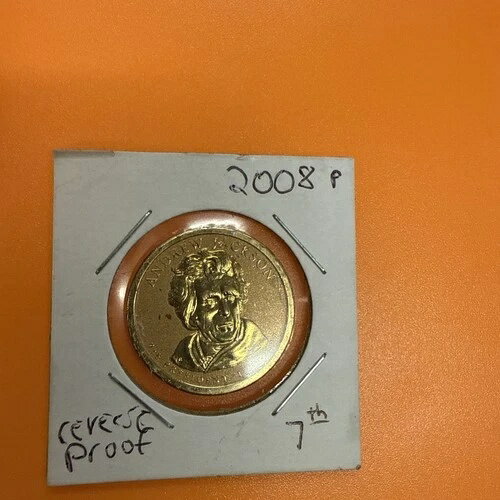 2008 P
ANDREW JACKSON
reverse
proof
7th